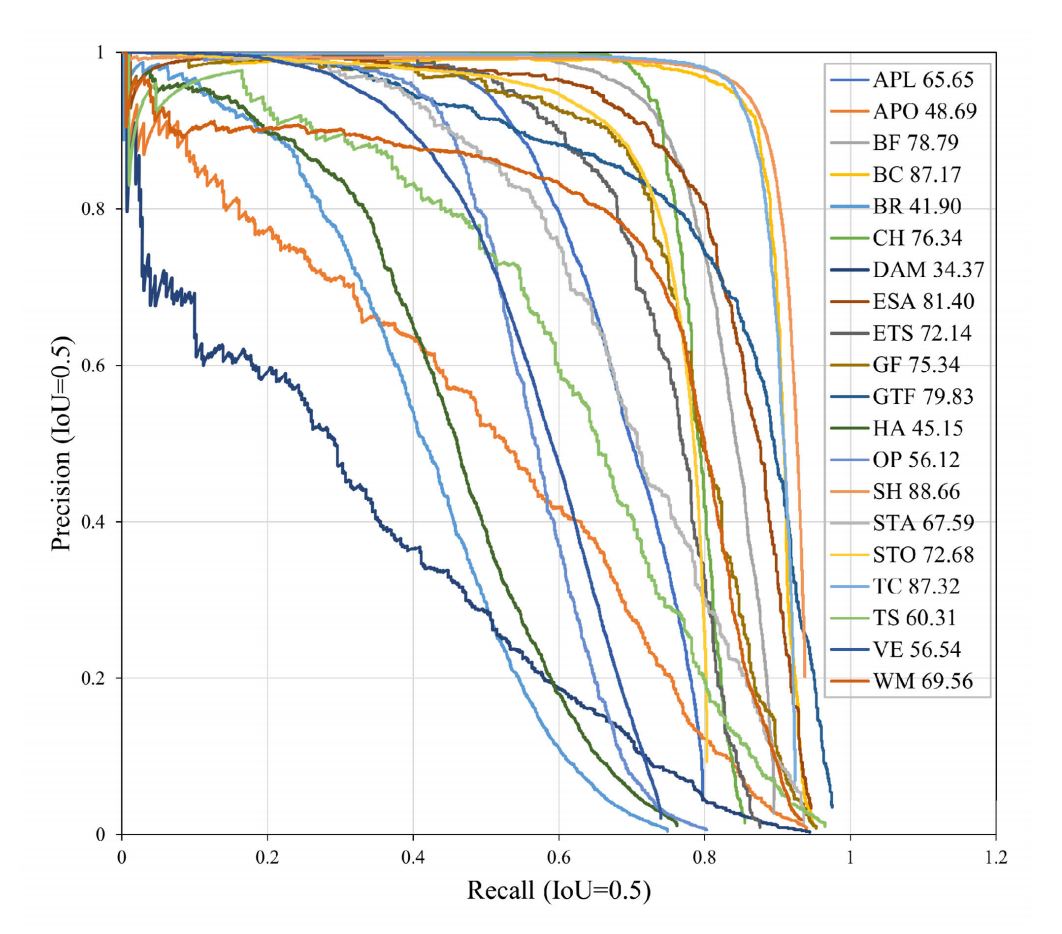 1
0.8
0.6
0.4
0.2
0
0
0.2
0.4
0.6
0.8
1
1.2
Precision (IoU=0.5)
Recall (IoU=0.5)
APL 65.65
APO 48.69
BF 78.79
BC 87.17
BR 41.90
CH 76.34
DAM 34.37
ESA 81.40
ETS 72.14
GF 75.34
GTF 79.83
HA 45.15
OP 56.12
SH 88.66
STA 67.59
STO 72.68
TC 87.32
TS 60.31
VE 56.54
WM 69.56